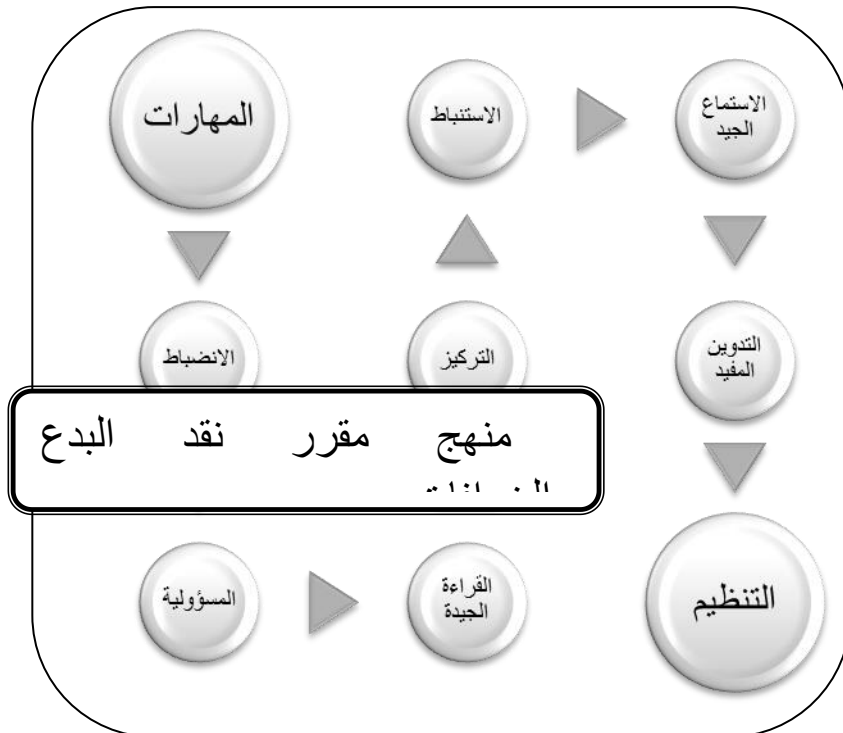 المهارات
الانضباط
منهج مقرر نقد البدع
المسؤولية
القراءة
الجيدة
التركيز
الاستنباط
الاستماع
الجيد
التدوين
المفيد
التنظيم